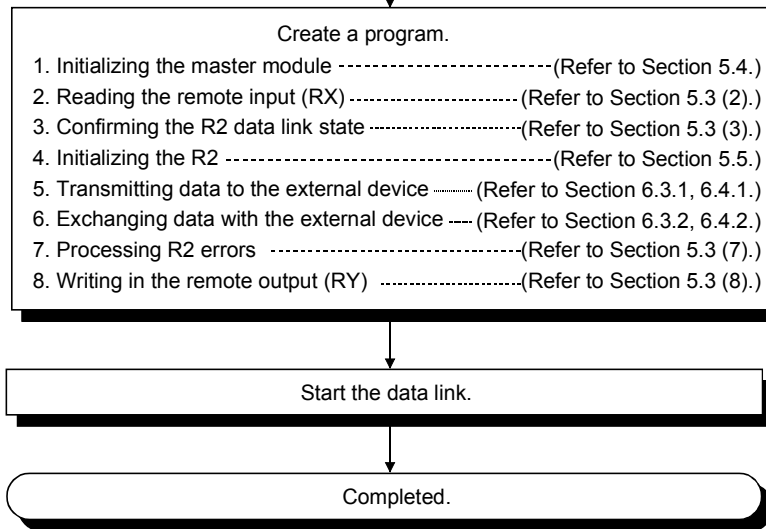 Create a program.
1. Initializing the master module (Refer to Section 5.4.)
2. Reading the remote input (RX) (Refer to Section 5.3 (2).)
3. Confirming the R2 data link state (Refer to Section 5.3 (3).)
4. Initializing the R2 (Refer to Section 5.5.)
5. Transmitting data to the external device (Refer to Section 6.3.1, 6.4.1.)
6. Exchanging data with the external device (Refer to Section 6.3.2, 6.4.2.)
7. Processing R2 errors (Refer to Section 5.3 (7).)
8. Writing in the remote output (RY) (Refer to Section 5.3 (8).)
Start the data link.
Completed.